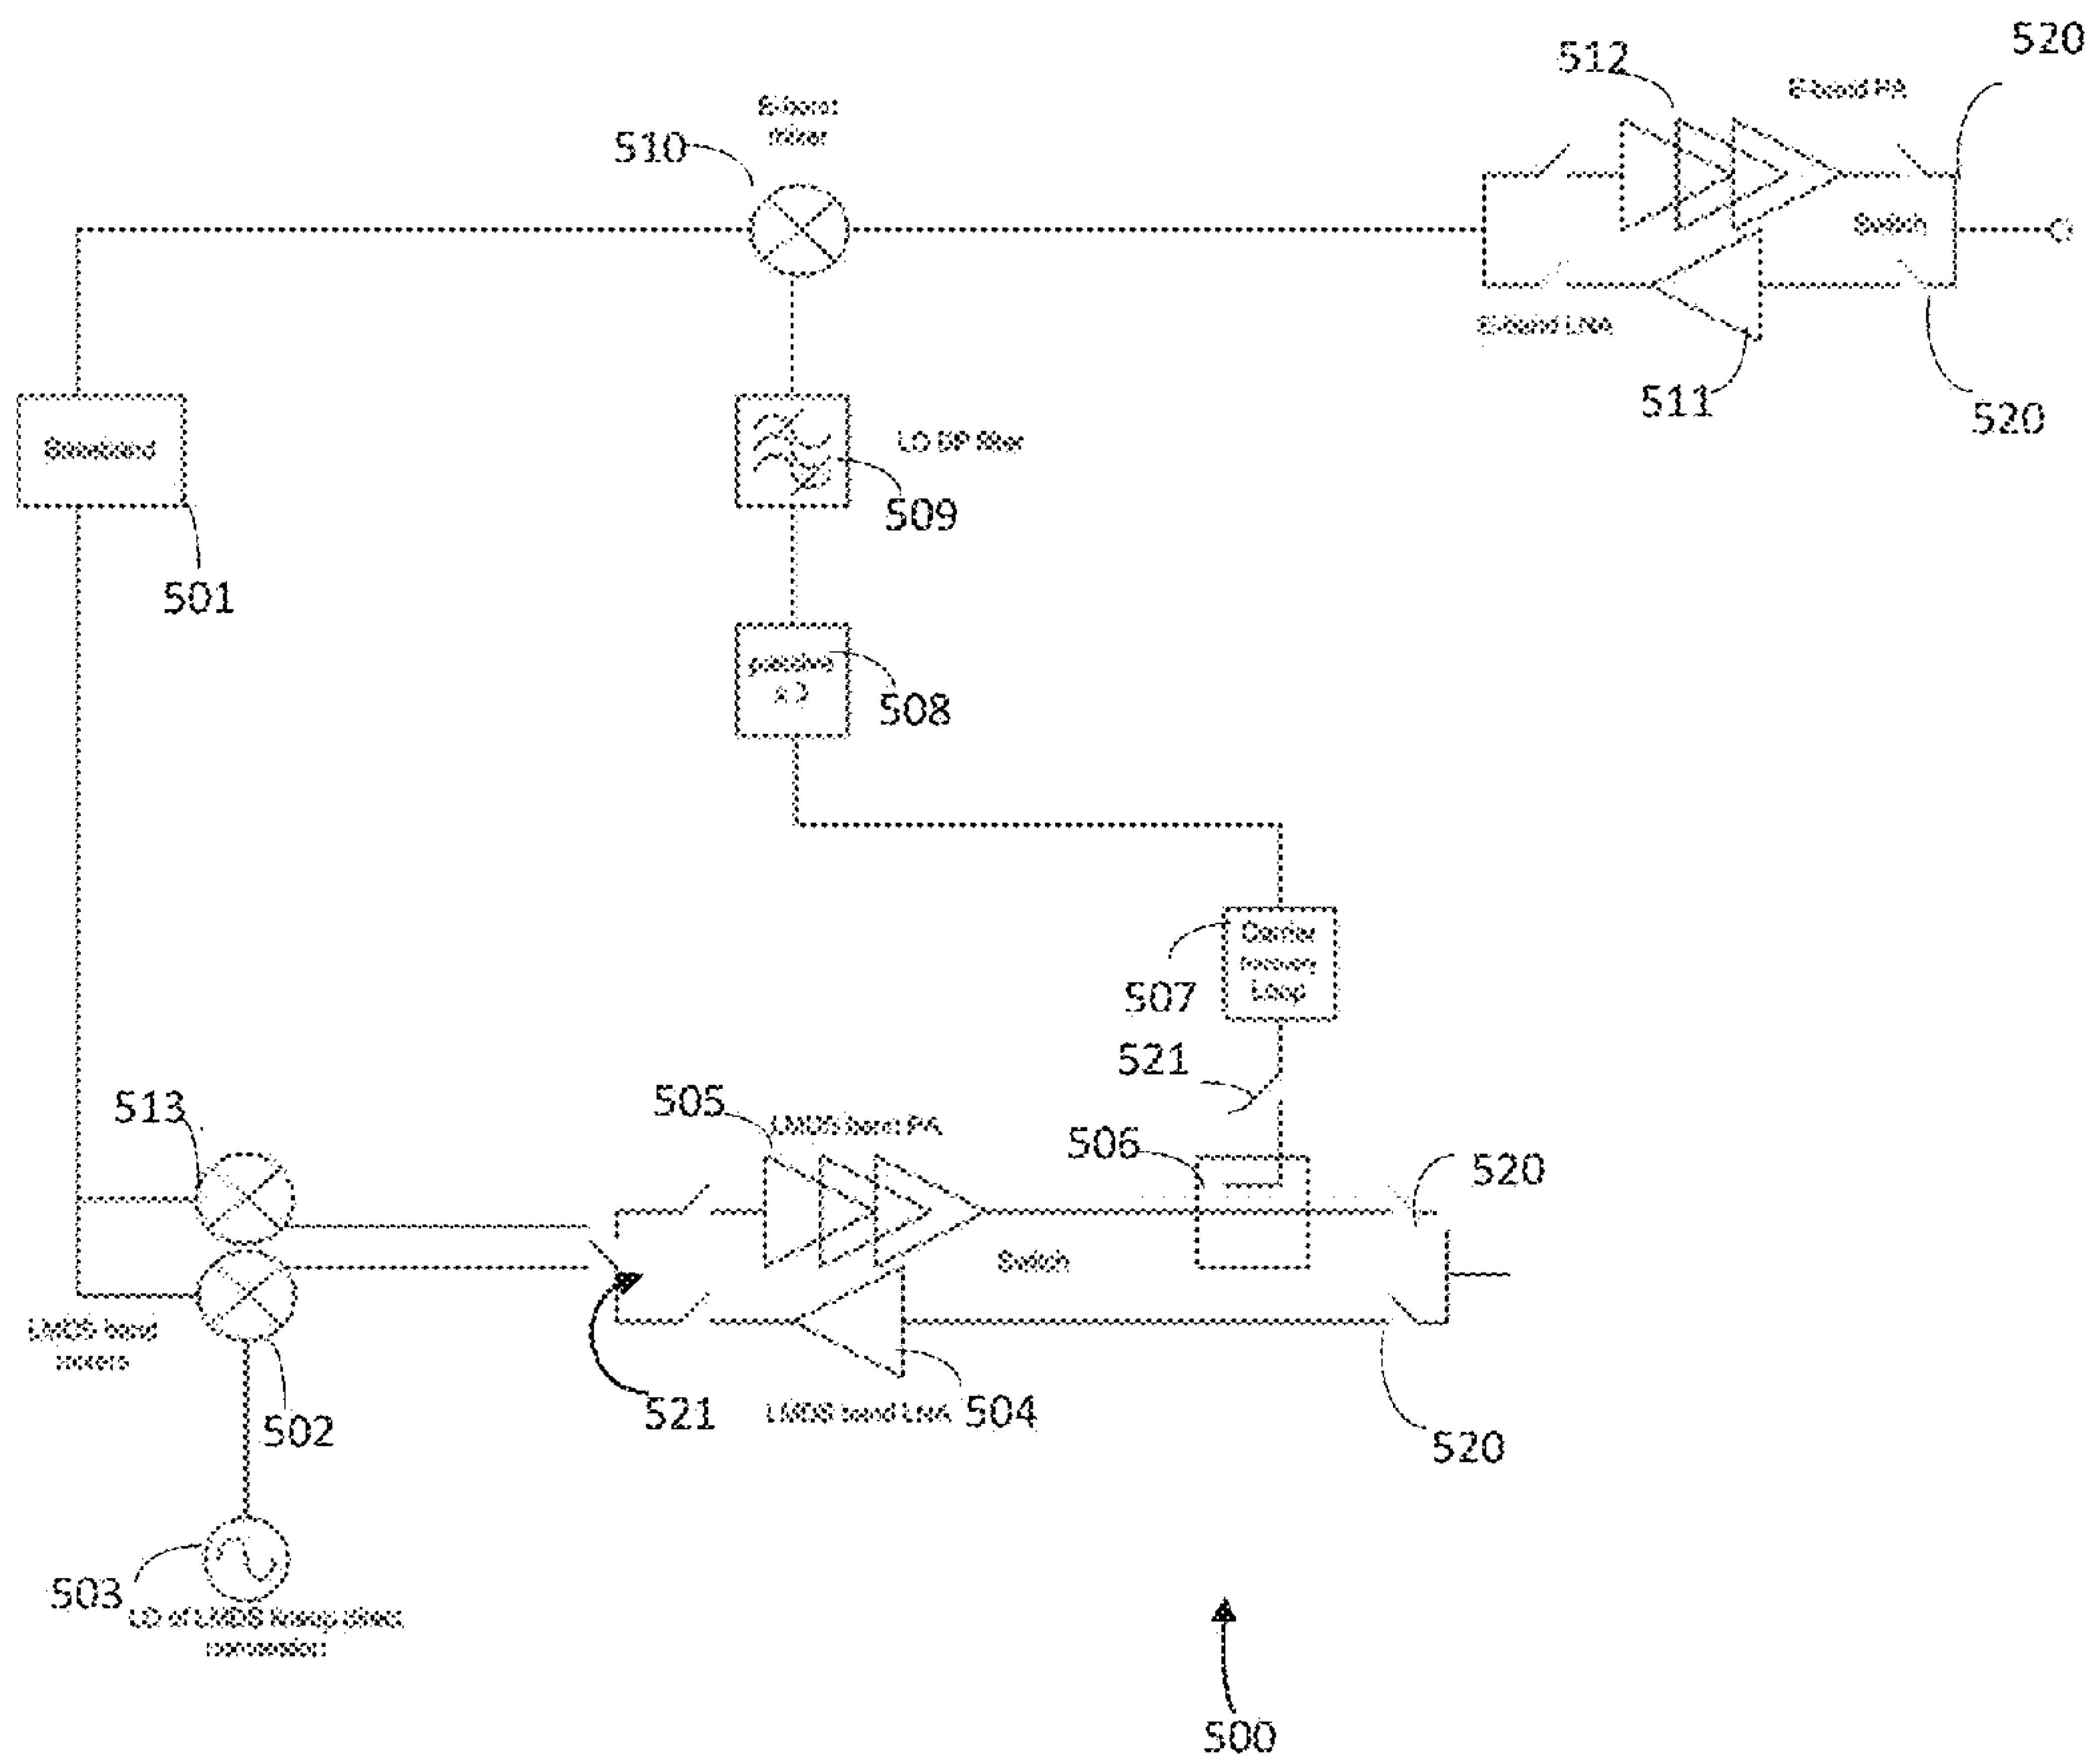 520
512
E-band PA
E-band
mixer
510
Switch
E-band LNA
511
520
Baseband
LO BP filter
509
501
passive
x2
508
Carrier
recovery
Loop
507
521
513
505
LMDS band PA
506
520
Switch
LMDS band
mixers
521
LMDS band LNA
504
502
520
503
LO of LMDS lineup direct
conversion
500